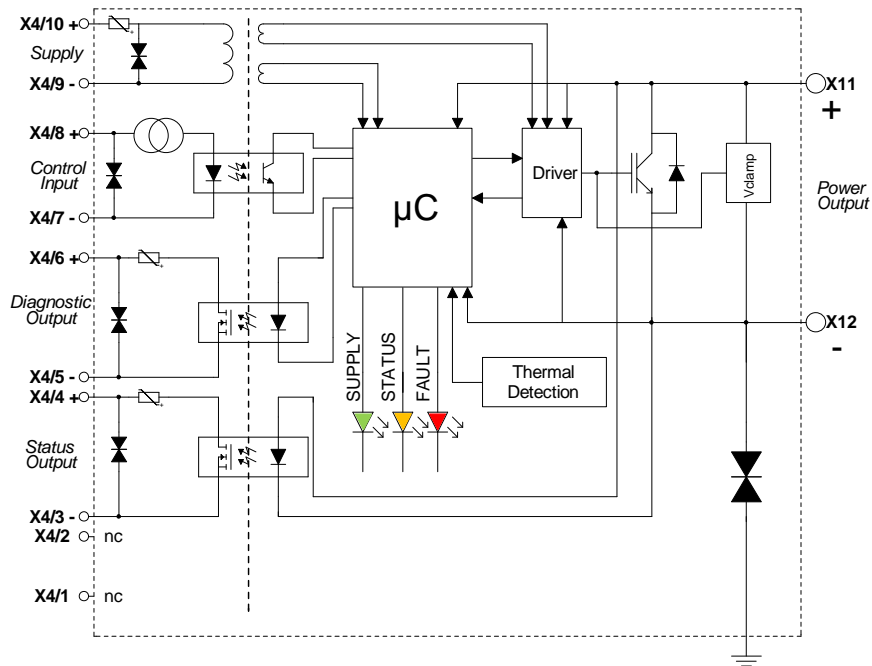 X4/10 +
Supply
X4/9 -
X4/8 +
Control
Input
X4/7 -
X4/6 +
Diagnostic
Output
X4/5 -
X4/4 +
Status
Output
X4/3 -
X4/2 nc
X4/1 nc
µC
Driver
Vclamp
X11
+
Power
Output
X12
-
SUPPLY
STATUS
FAULT
Thermal
Detection